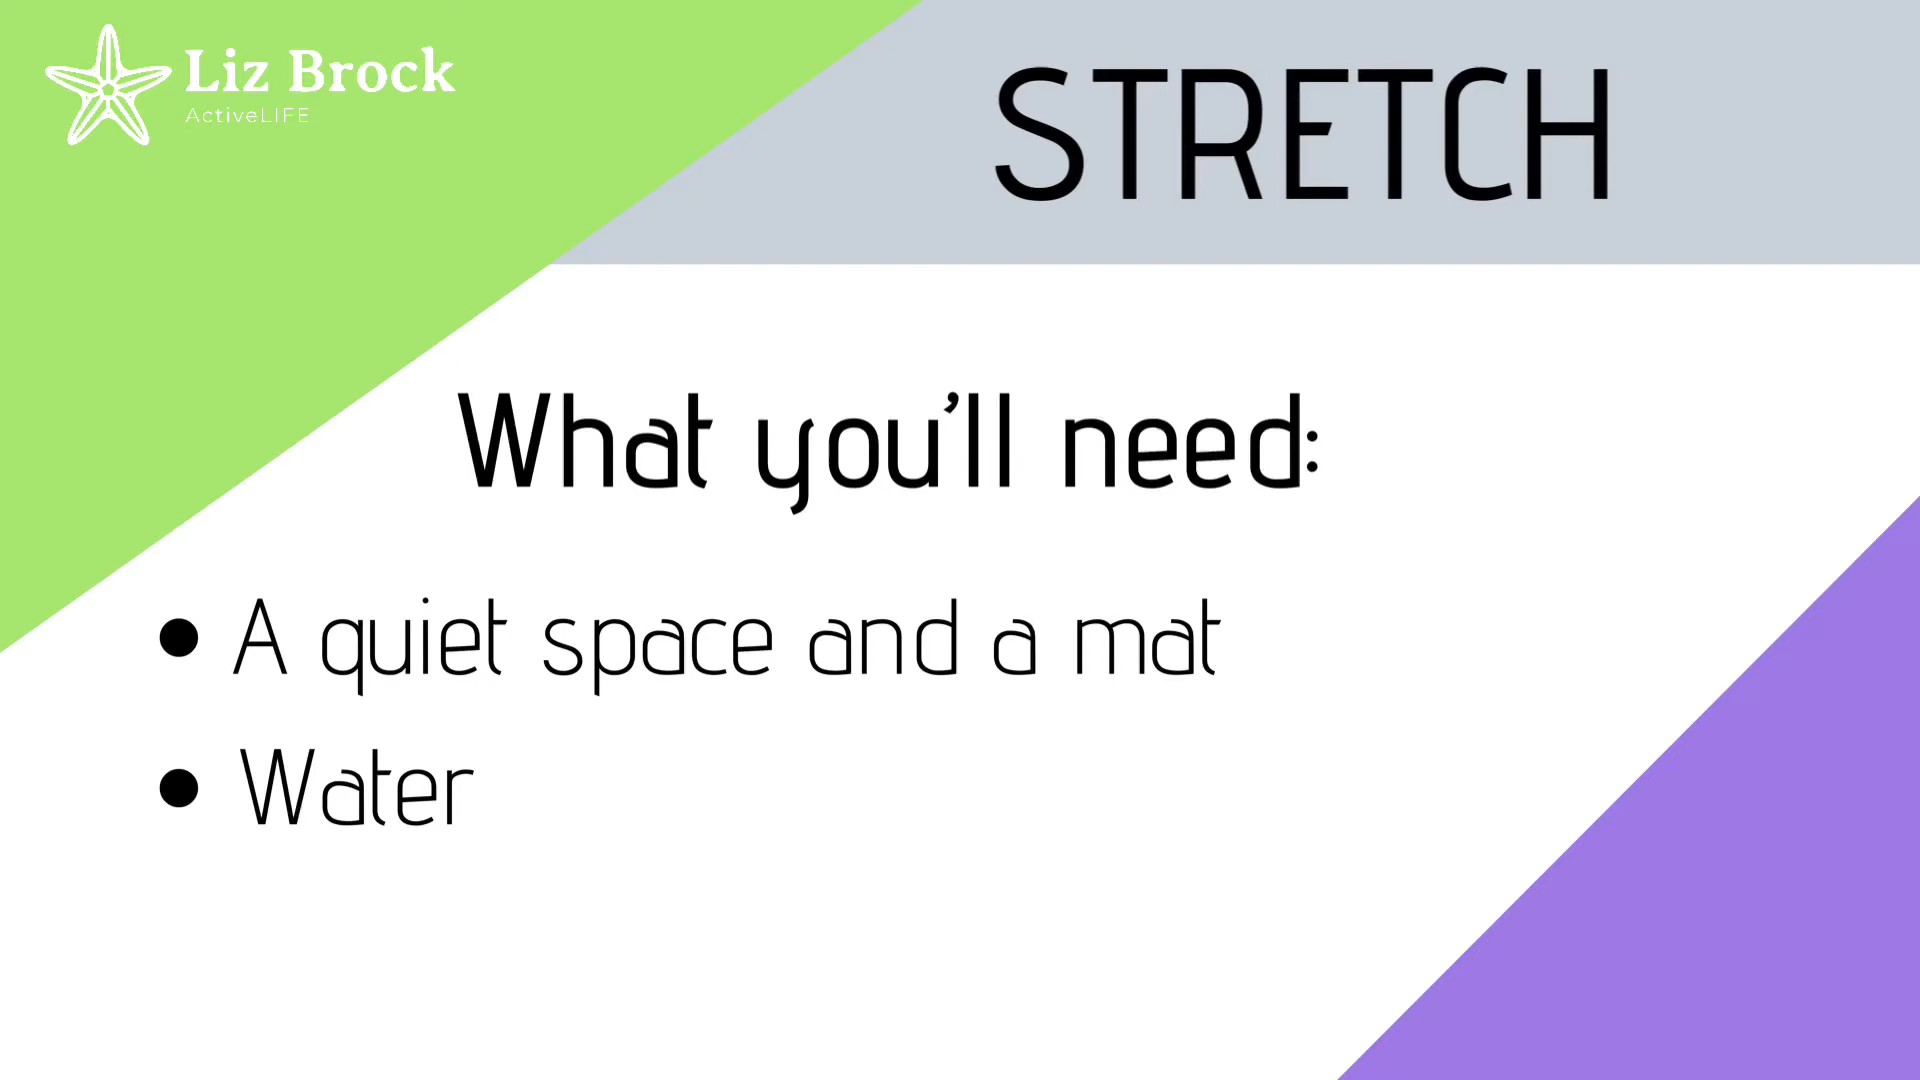 Liz Brock
ActiveLIFE
STRETCH
What you’ll need:
• A quiet space and a mat
• Water